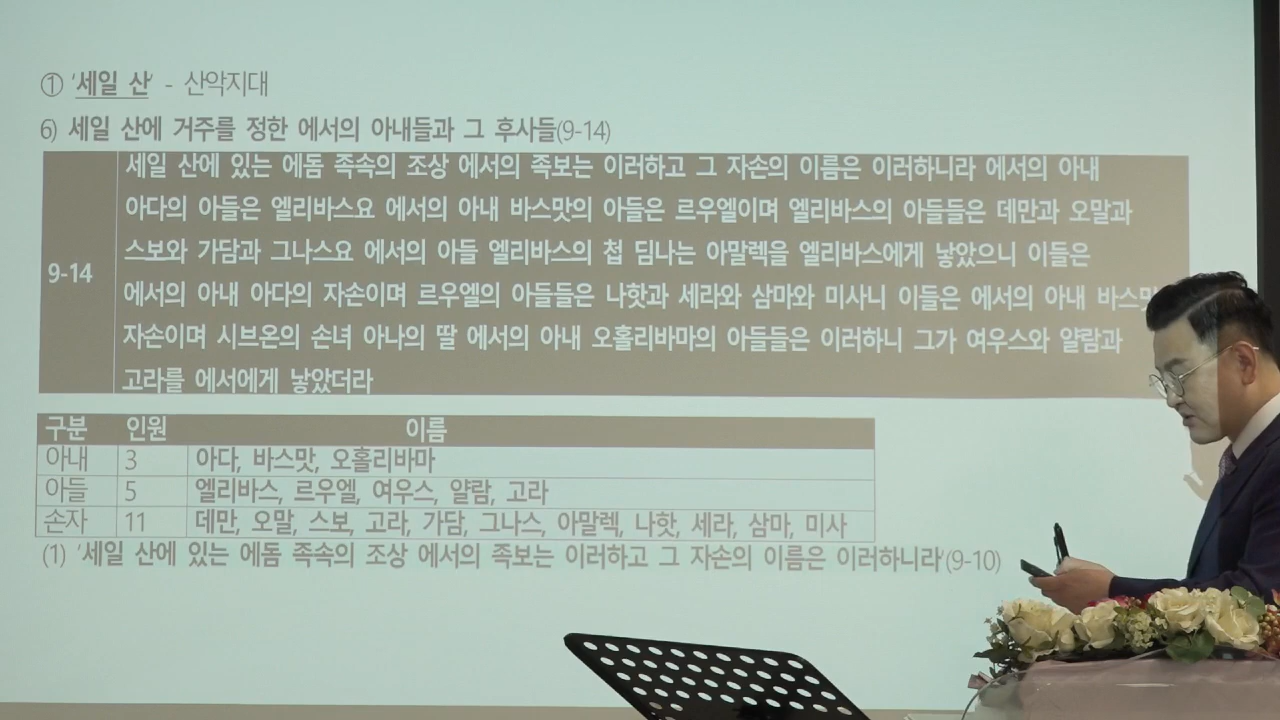 ① '세일 산' - 산악지대
6) 세일 산에 거주를 정한 에서의 아내들과 그 후사들(9-14)
세일 산에 있는 에돔 족속의 조상 에서의 족보는 이러하고 그 자손의 이름은 이러하니라 에서의 아내
아다의 아들은 엘리바스요 에서의 아내 바스맛의 아들은 르우엘이며 엘리바스의 아들들은 데만과 오말과
스보와 가담과 그나스요 에서의 아들 엘리바스의 첩 딤나는 아말렉을 엘리바스에게 낳았으니 이들은
9-14
에서의 아내 아다의 자손이며 르우엘의 아들들은 나핫과 세라와 삼마와 미사니 이들은 에서의 아내
자손이며 시브온의 손녀 아나의 딸 에서의 아내 오홀리바마의 아들들은 이러하니 그가 여우스와 얄람과
고라를 에서에게 낳았더라
구분 인원 이름
아내 3 아다, 바스맛, 오홀리바마
아들 5 엘리바스, 르우엘, 여우스, 얄람, 고라
손자 11 데만, 오말, 스보, 고라, 가담, 그나스, 아말렉, 나핫, 세라, 삼마, 미사
(1) '세일 산에 있는 에돔 족속의 조상 에서의 족보는 이러하고 그 자손의 이름은 이러하니라'(9-10)